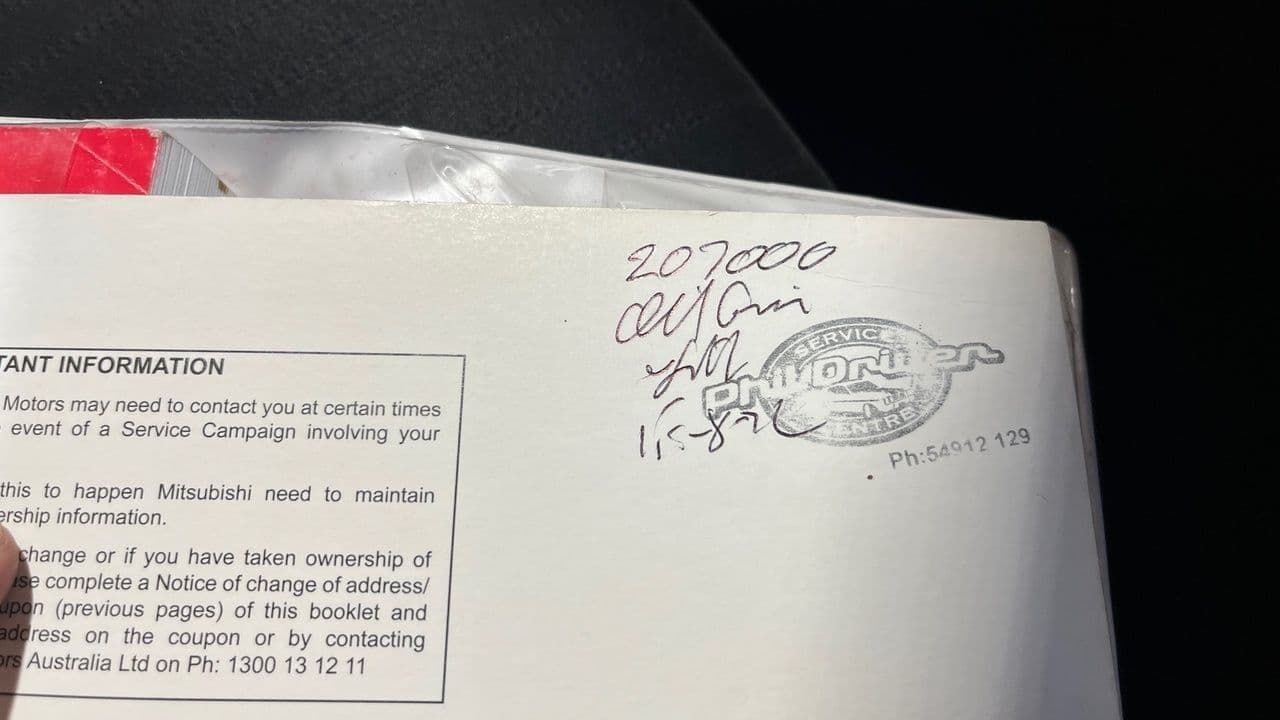 207000
SERVICE
Phil Driver
CENTRE
Ph:54912 129
TANT INFORMATION
Motors may need to contact you at certain times
event of a Service Campaign involving your
this to happen Mitsubishi need to maintain
ership information.
change or if you have taken ownership of
complete a Notice of change of address/
upon (previous pages) of this booklet and
address on the coupon or by contacting
ors Australia Ltd on Ph: 1300 13 12 11